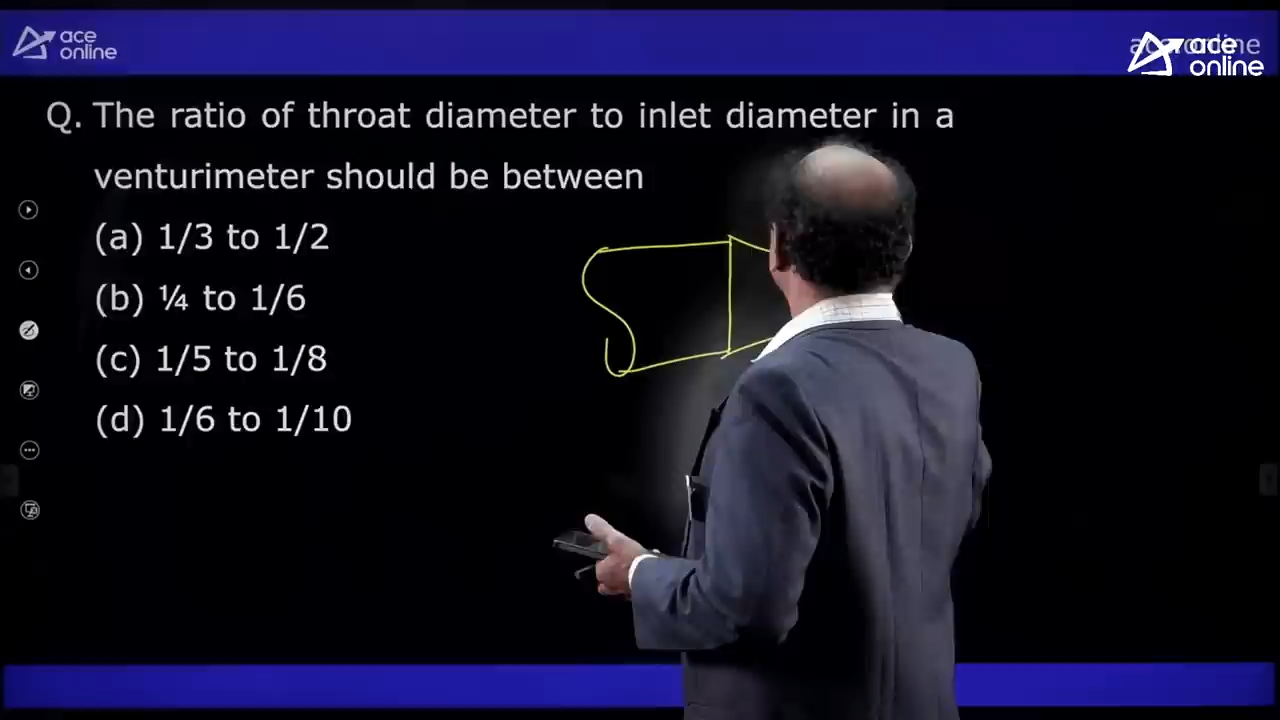 ace
online
ace
online
Q. The ratio of throat diameter to inlet diameter in a
venturimeter should be between
(a) 1/3 to 1/2
(b) ¼ to 1/6
(c) 1/5 to 1/8
(d) 1/6 to 1/10